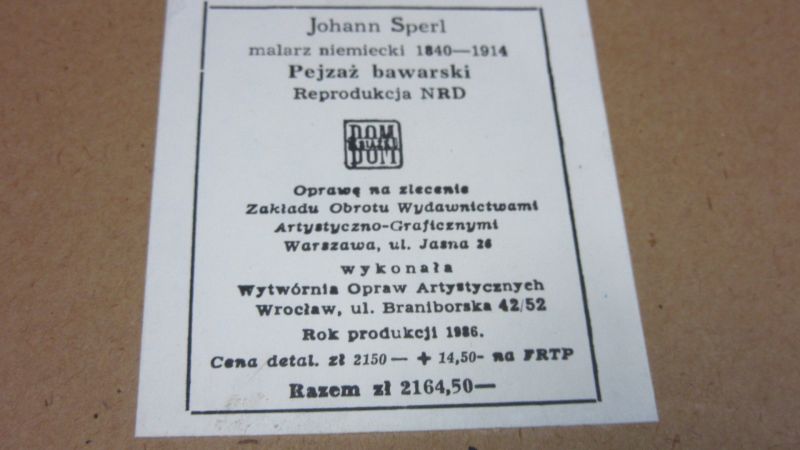 Johann Sperl
malarz niemiecki 1840—1914
Pejzaż bawarski
Reprodukcja NRD
DOM
KSIĄŻKI
DOM
Oprawę na zlecenie
Zakładu Obrotu Wydawnictwami
Artystyczno-Graficznymi
Warszawa, ul. Jasna 26
wykonała
Wytwórnia Opraw Artystycznych
Wrocław, ul. Braniborska 42/52
Rok produkcji 1986.
Cena detal. zł 2150 — + 14,50- na FRTP
Razem zł 2164,50—